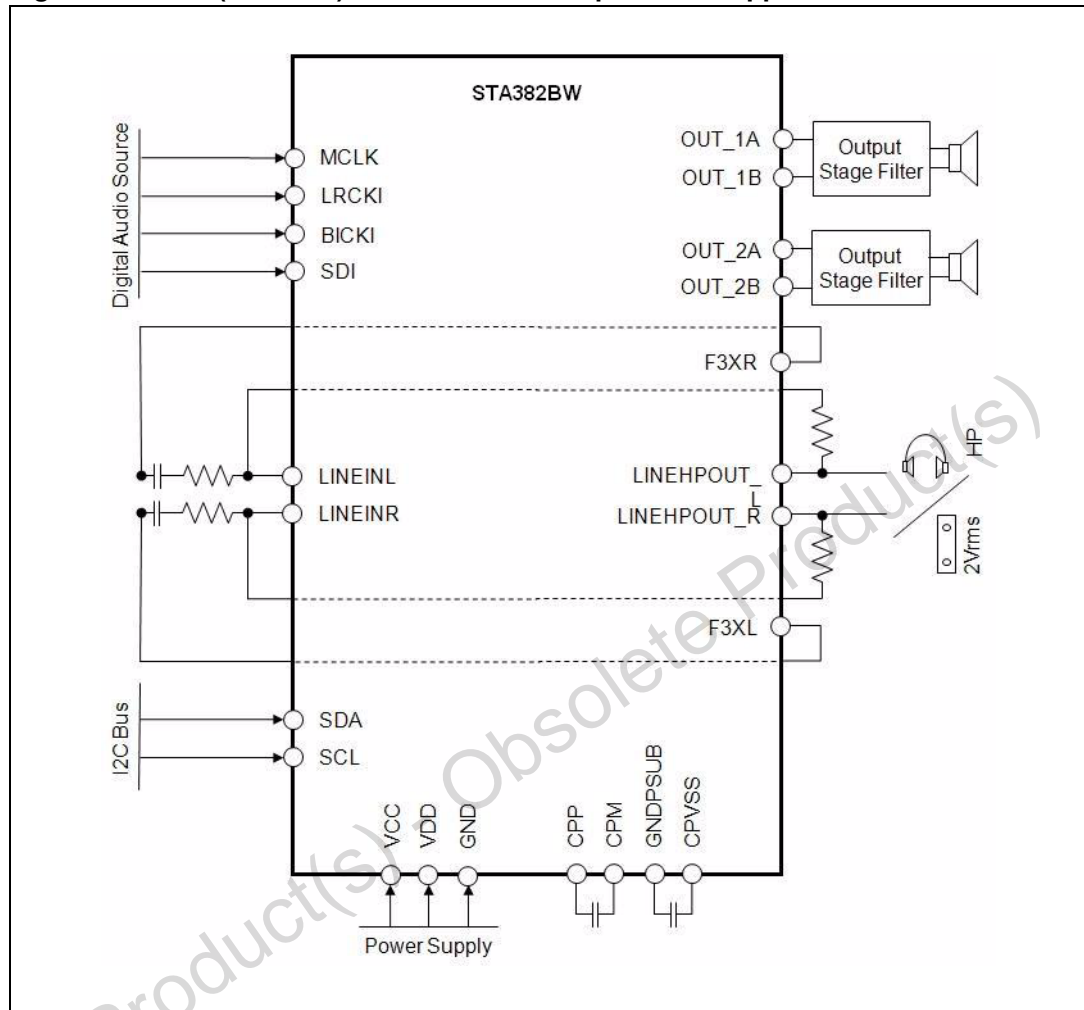 STA382BW
Digital Audio Source
MCLK
LRCKI
BICKI
SDI
OUT_1A
OUT_1B
Output
Stage Filter
OUT_2A
OUT_2B
Output
Stage Filter
F3XR
LINEINL
LINEINR
LINEHPOUT_
L
LINEHPOUT_R
HP
2Vrms
F3XL
I2C Bus
SDA
SCL
VCC
VDD
GND
CPP
CPM
GNDPSUB
CPVSS
Power Supply
Product(s) - Obsolete Product(s)